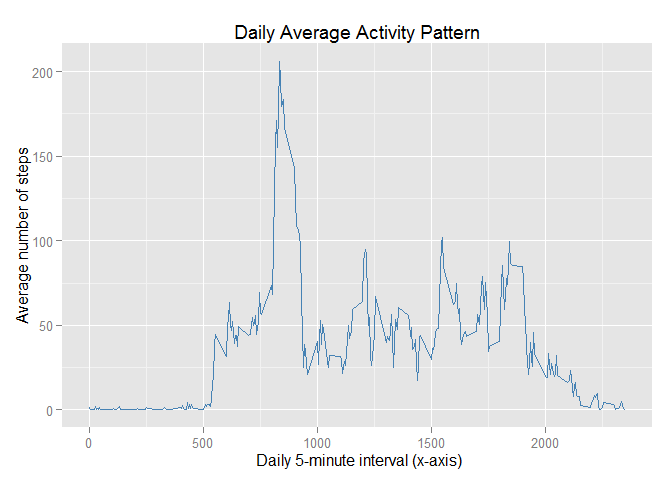 Daily Average Activity Pattern
Average number of steps
200
150
100
50
0
0 500 1000 1500 2000
Daily 5-minute interval (x-axis)